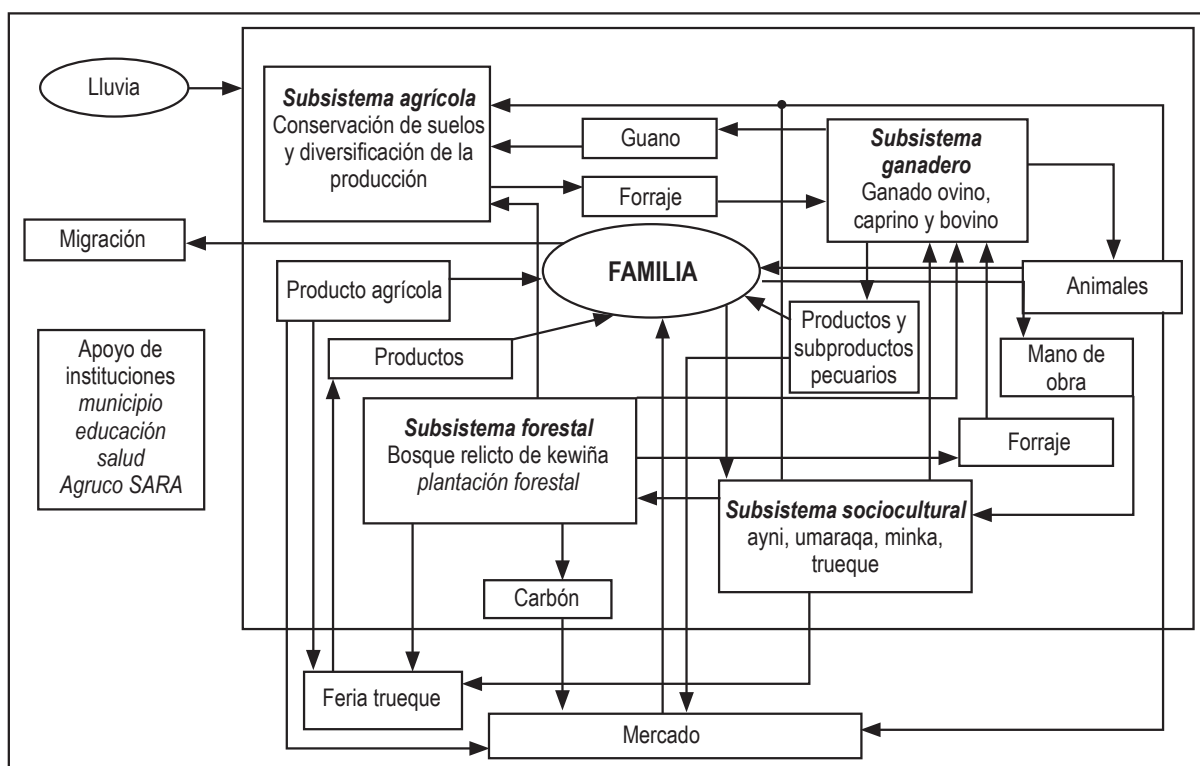 Lluvia
Subsistema agrícola
Conservación de suelos
y diversificación de la
producción
Guano
Forraje
Subsistema
ganadero
Ganado ovino,
caprino y bovino
Migración
FAMILIA
Producto agrícola
Animales
Productos y
subproductos
pecuarios
Mano de
obra
Apoyo de
instituciones
municipio
educación
salud
Agruco SARA
Productos
Subsistema forestal
Bosque relicto de kewiña
plantación forestal
Forraje
Subsistema sociocultural
ayni, umaraqa, minka,
trueque
Carbón
Feria trueque
Mercado